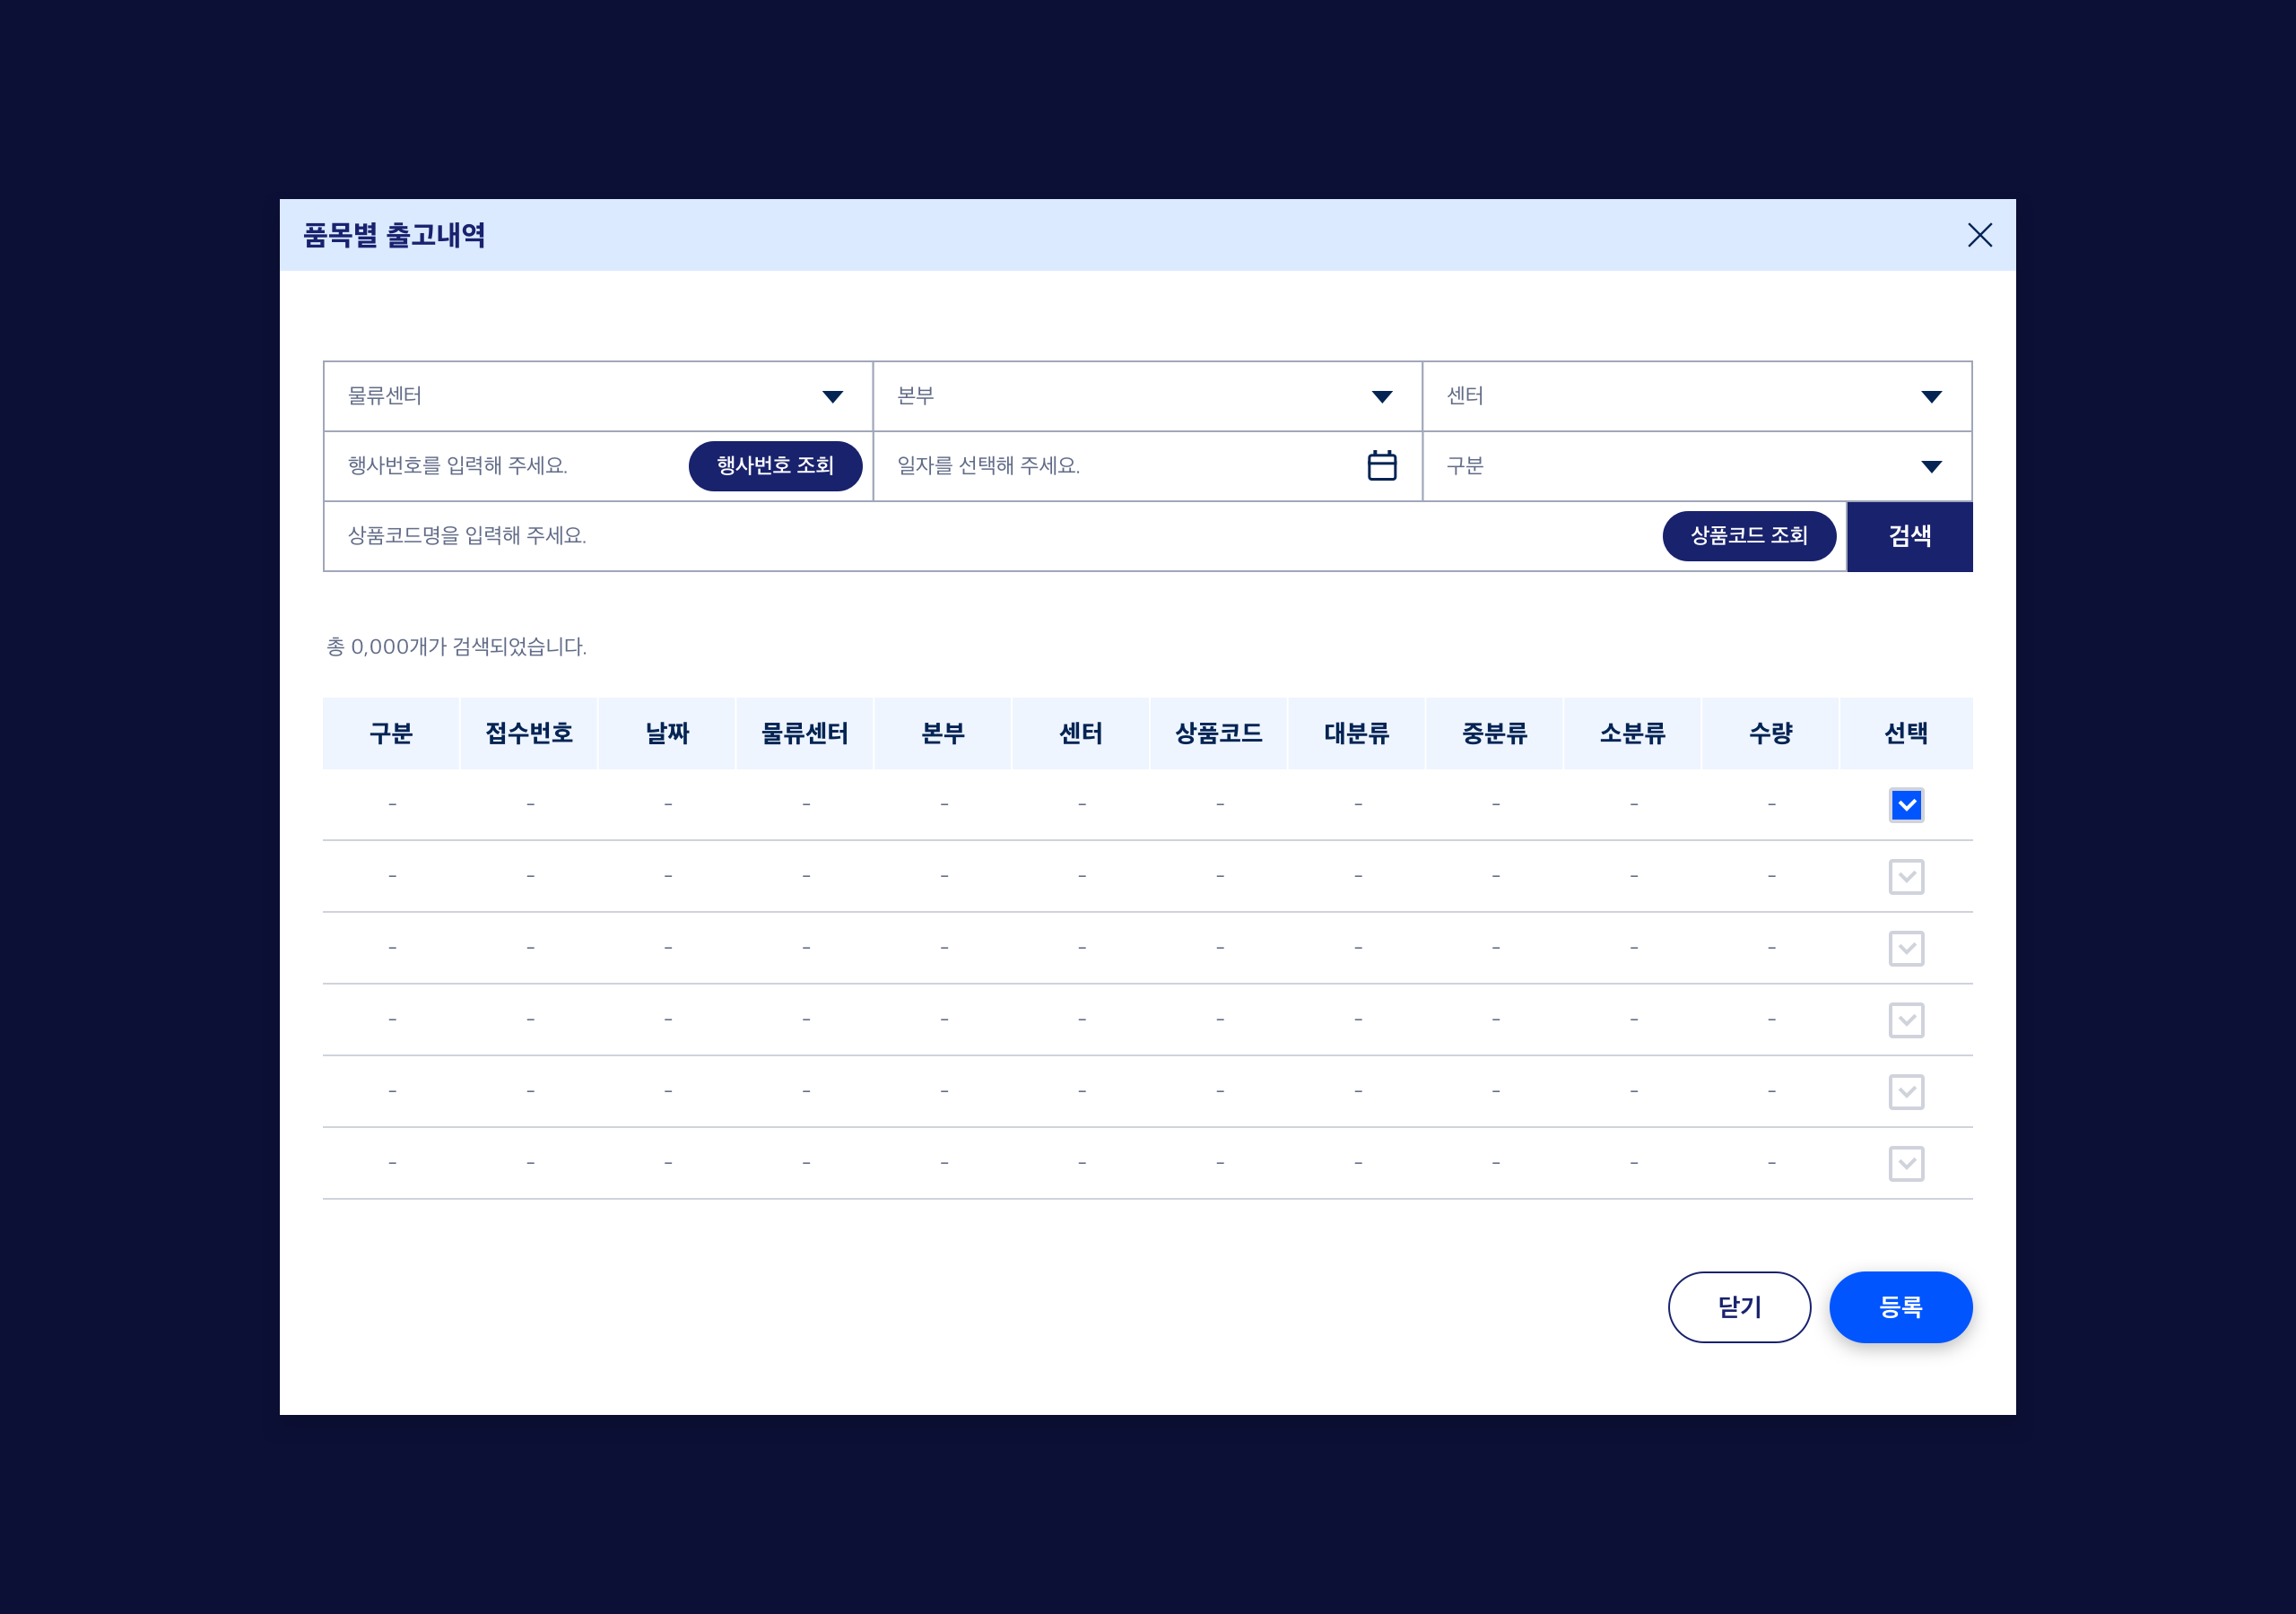 품목별 출고내역
물류센터 본부 센터
행사번호를 입력해 주세요. 행사번호 조회 일자를 선택해 주세요. 구분
상품코드명을 입력해 주세요. 상품코드 조회 검색
총 0,000개가 검색되었습니다.
구분 접수번호 날짜 물류센터 본부 센터 상품코드 대분류 중분류 소분류 수량 선택
- - - - - - - - - - -
- - - - - - - - - - -
- - - - - - - - - - -
- - - - - - - - - - -
- - - - - - - - - - -
- - - - - - - - - - -
닫기 등록